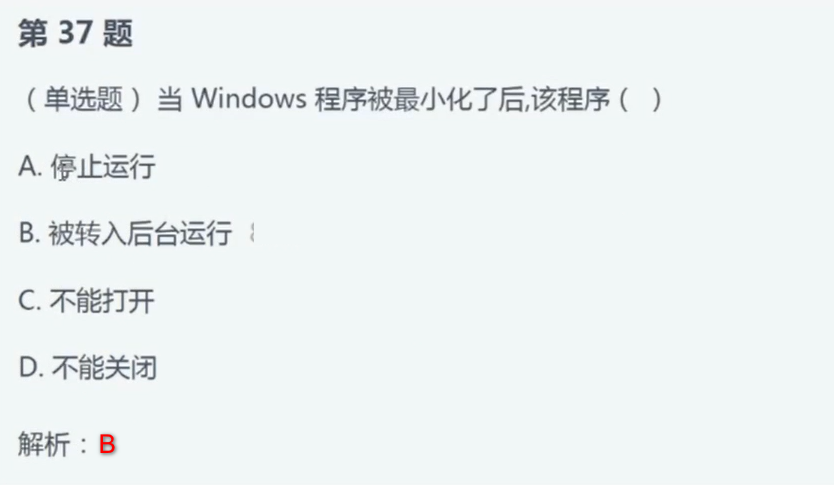 第 37 题
（单选题） 当 Windows 程序被最小化了后,该程序（ ）
A. 停止运行
B. 被转入后台运行
C. 不能打开
D. 不能关闭
解析：B